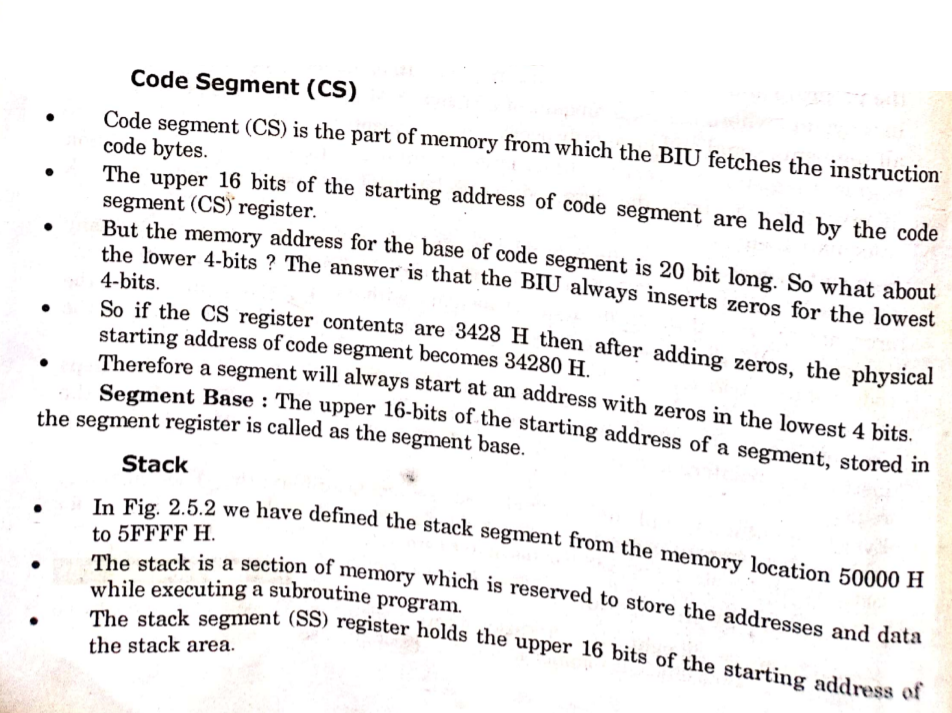 Code Segment (CS)
• Code segment (CS) is the part of memory from which the BIU fetches the instruction
code bytes.
• The upper 16 bits of the starting address of code segment are held by the code
segment (CS) register.
• But the memory address for the base of code segment is 20 bit long. So what about
the lower 4-bits ? The answer is that the BIU always inserts zeros for the lowest
4-bits.
• So if the CS register contents are 3428 H then after adding zeros, the physical
starting address of code segment becomes 34280 H.
• Therefore a segment will always start at an address with zeros in the lowest 4 bits.
Segment Base : The upper 16-bits of the starting address of a segment, stored in
the segment register is called as the segment base.
Stack
• In Fig. 2.5.2 we have defined the stack segment from the memory location 50000 H
to 5FFFF H.
• The stack is a section of memory which is reserved to store the addresses and data
while executing a subroutine program.
• The stack segment (SS) register holds the upper 16 bits of the starting address of
the stack area.